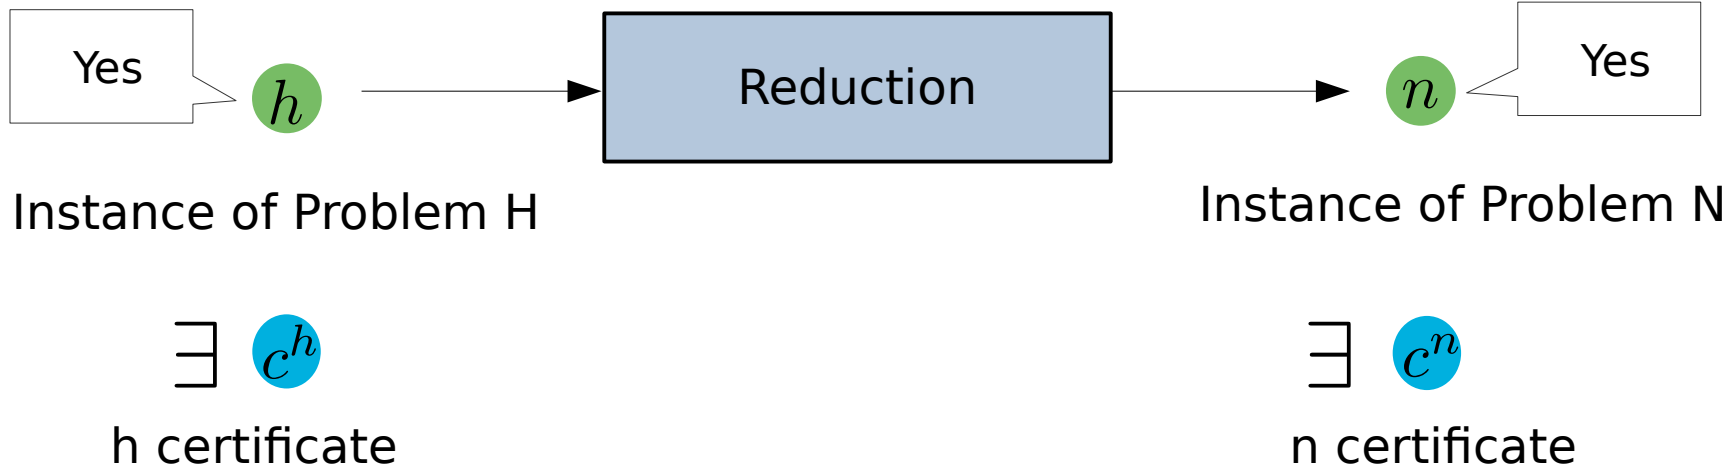 Yes
h
Reduction
n
Yes
Instance of Problem H
Instance of Problem N
∃ c^h
∃ c^n
h certificate
n certificate